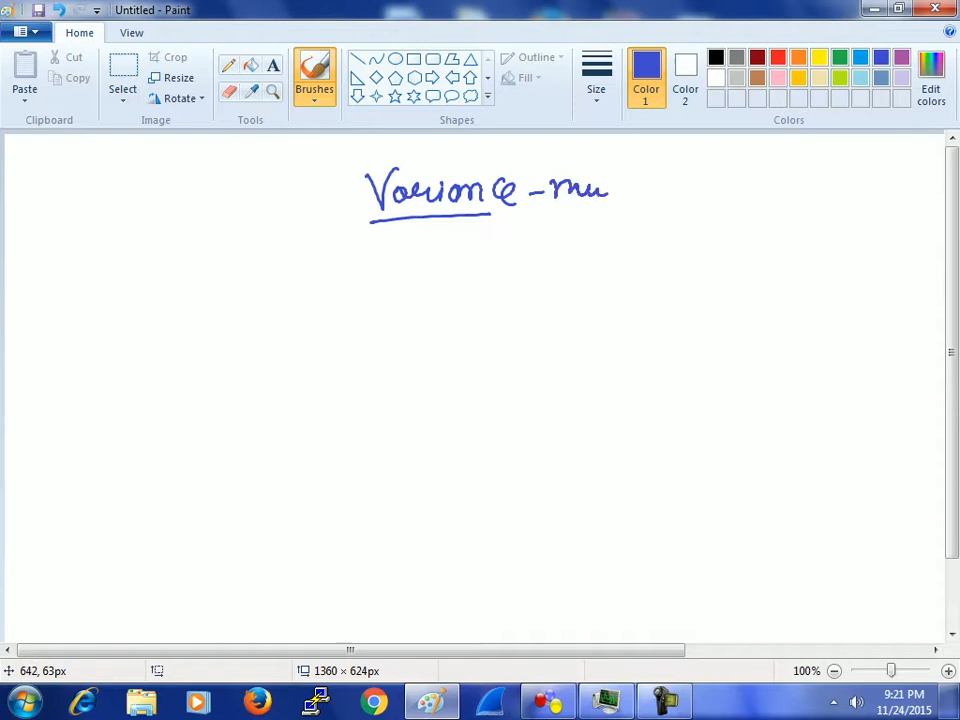 Untitled - Paint
Home View
Cut
Copy
Paste
Clipboard
Crop
Resize
Rotate
Select
Image
Tools
Brushes
Outline
Fill
Shapes
Size
Color 1
Color 2
Edit colors
Colors
Variance - mu
642, 63px
1360 × 624px
100%
9:21 PM
11/24/2015